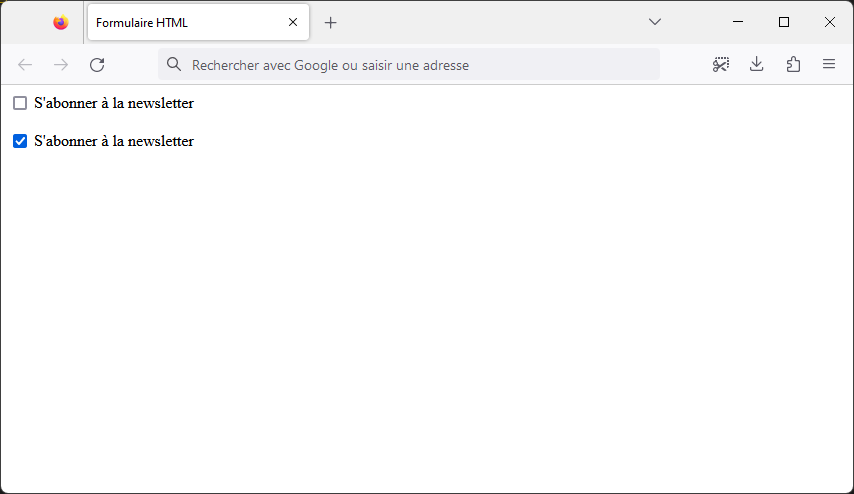 Formulaire HTML
Rechercher avec Google ou saisir une adresse
S'abonner à la newsletter
S'abonner à la newsletter